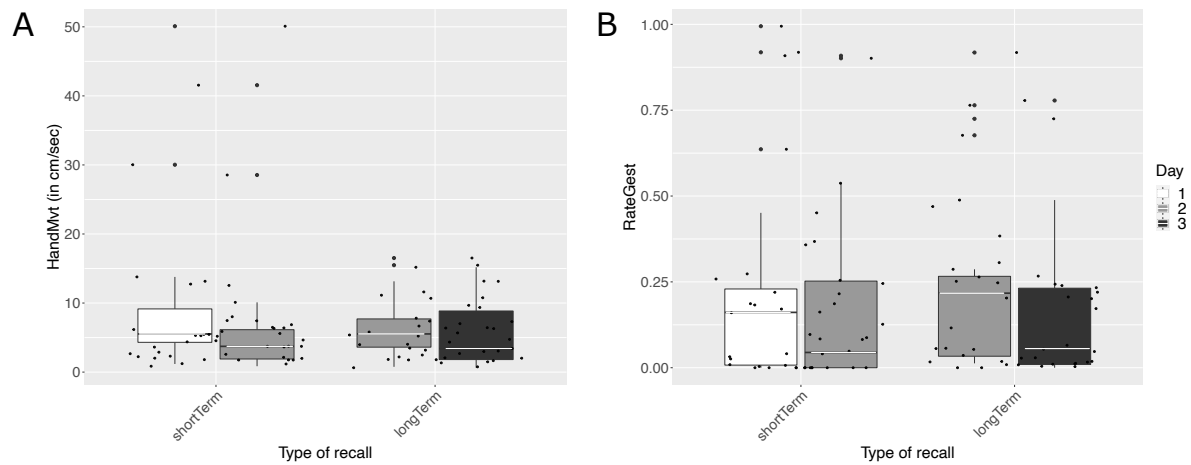 A
HandMvt (in cm/sec)
50
40
30
20
10
0
shortTerm
longTerm
Type of recall
B
RateGest
1.00
0.75
0.50
0.25
0.00
shortTerm
longTerm
Type of recall
Day
1
2
3